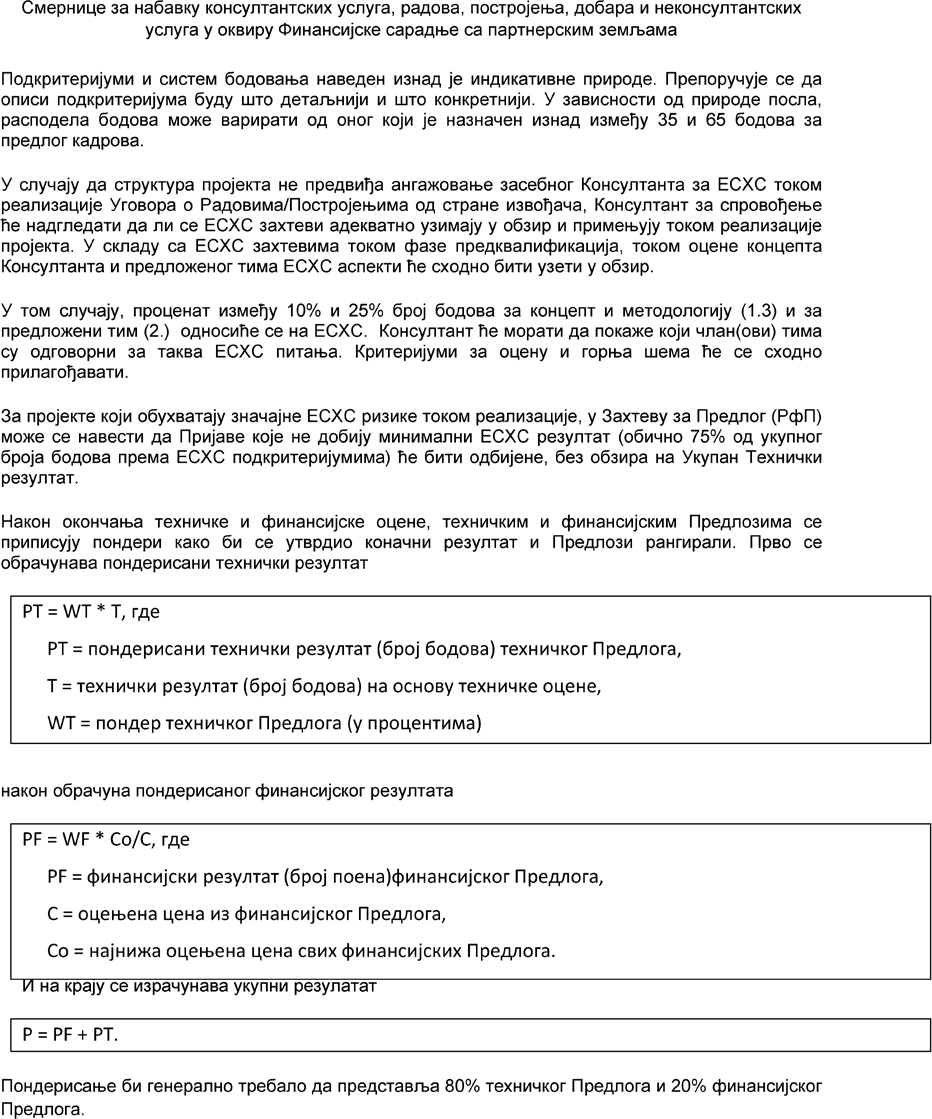 Смернице за набавку консултантских услуга, радова, постројења, добара и неконсултантских
услуга у оквиру Финансијске сарадње са партнерским земљама
Подкритеријуми и систем бодовања наведен изнад је индикативне природе. Препоручује се да
описи подкритеријума буду што детаљнији и што конкретнији. У зависности од природе посла,
расподела бодова може варирати од оног који је назначен изнад између 35 и 65 бодова за
предлог кадрова.
У случају да структура пројекта не предвиђа ангажовање засебног Консултанта за ЕСХС током
реализације Уговора о Радовима/Постројењима од стране извођача, Консултант за спровођење
ће надгледати да ли се ЕСХС захтеви адекватно узимају у обзир и примењују током реализације
пројекта. У складу са ЕСХС захтевима током фазе предквалификација, током оцене концепта
Консултанта и предложеног тима ЕСХС аспекти ће сходно бити узети у обзир.
У том случају, проценат између 10% и 25% број бодова за концепт и методологију (1.3) и за
предложени тим (2.) односиће се на ЕСХС. Консултант ће морати да покаже који члан(ови) тима
су одговорни за таква ЕСХС питања. Критеријуми за оцену и горња шема ће се сходно
прилагођавати.
За пројекте који обухватају значајне ЕСХС ризике током реализације, у Захтеву за Предлог (РфП)
може се навести да Пријаве које не добију минимални ЕСХС резултат (обично 75% од укупног
броја бодова према ЕСХС подкритеријумима) ће бити одбијене, без обзира на Укупан Технички
резултат.
Након окончања техничке и финансијске оцене, техничким и финансијским Предлозима се
приписују пондери како би се утврдио коначни резултат и Предлози рангирали. Прво се
обрачунава пондерисани технички резултат
PT = WT * T, где
PT = пондерисани технички резултат (број бодова) техничког Предлога,
T = технички резултат (број бодова) на основу техничке оцене,
WT = пондер техничког Предлога (у процентима)
након обрачуна пондерисаног финансијског резултата
PF = WF * Co/C, где
PF = финансијски резултат (број поена)финансијског Предлога,
C = оцењена цена из финансијског Предлога,
Co = најнижа оцењена цена свих финансијских Предлога.
И на крају се израчунава укупни резулатат
P = PF + PT.
Пондерисање би генерално требало да представља 80% техничког Предлога и 20% финансијског
Предлога.